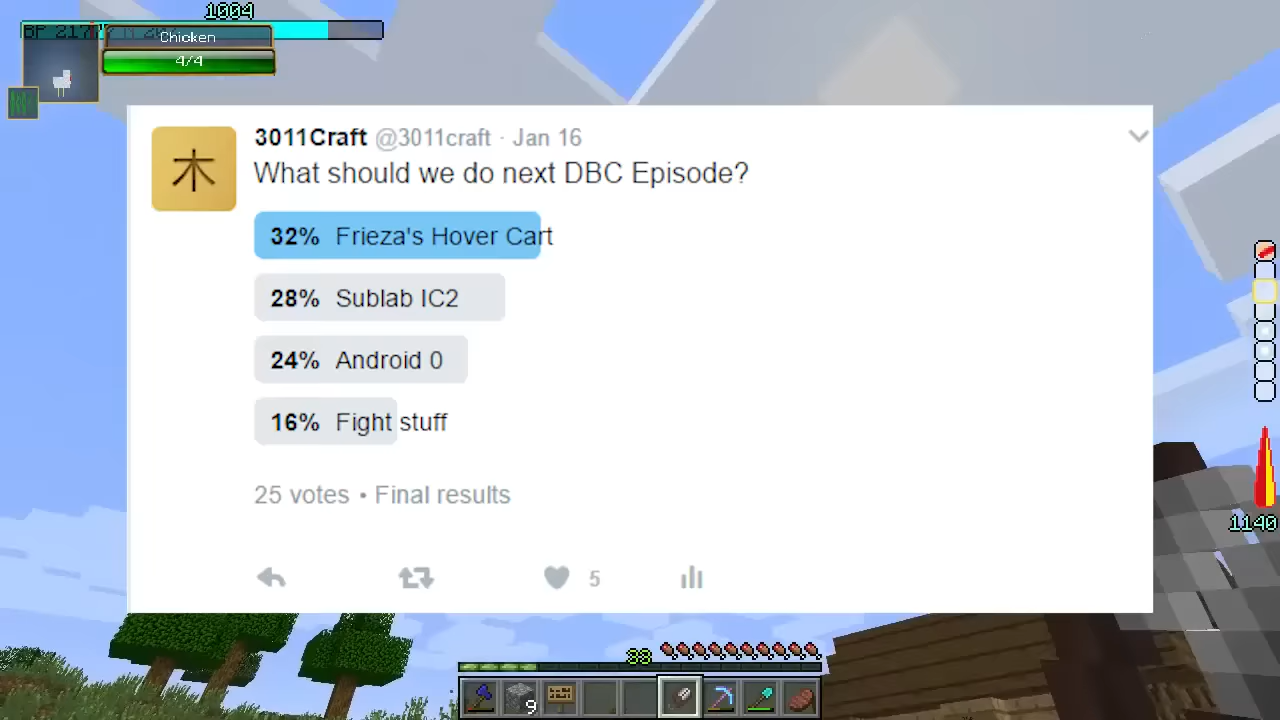 1004
Chicken
4/4
3011Craft @3011craft · Jan 16
木
What should we do next DBC Episode?
32% Frieza's Hover Cart
28% Sublab IC2
24% Android 0
16% Fight stuff
25 votes • Final results
5
1140
38
9